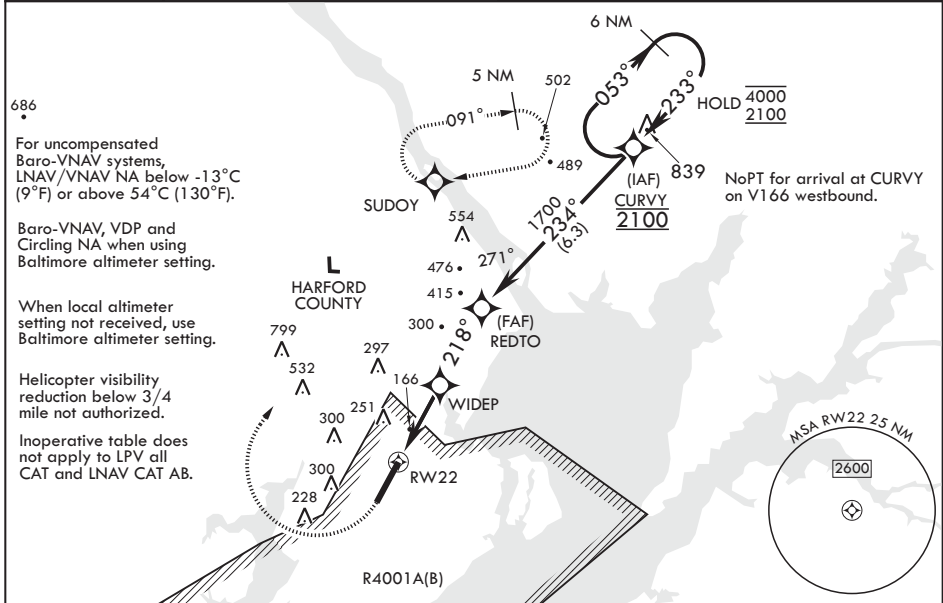 6 NM
053°
233°
HOLD
4000
2100
839
(IAF)
CURVY
2100
NoPT for arrival at CURVY
on V166 westbound.
5 NM
502
091°
489
SUDOY
686
For uncompensated
Baro-VNAV systems,
LNAV/VNAV NA below -13°C
(9°F) or above 54°C (130°F).
Baro-VNAV, VDP and
Circling NA when using
Baltimore altimeter setting.
When local altimeter
setting not received, use
Baltimore altimeter setting.
Helicopter visibility
reduction below 3/4
mile not authorized.
Inoperative table does
not apply to LPV all
CAT and LNAV CAT AB.
L
HARFORD
COUNTY
554
476
271°
415
300
1700
234°
(6.3)
(FAF)
REDTO
218°
799
532
297
166
WIDEP
251
300
300
228
RW22
R4001A(B)
MSA RW22 25 NM
2600